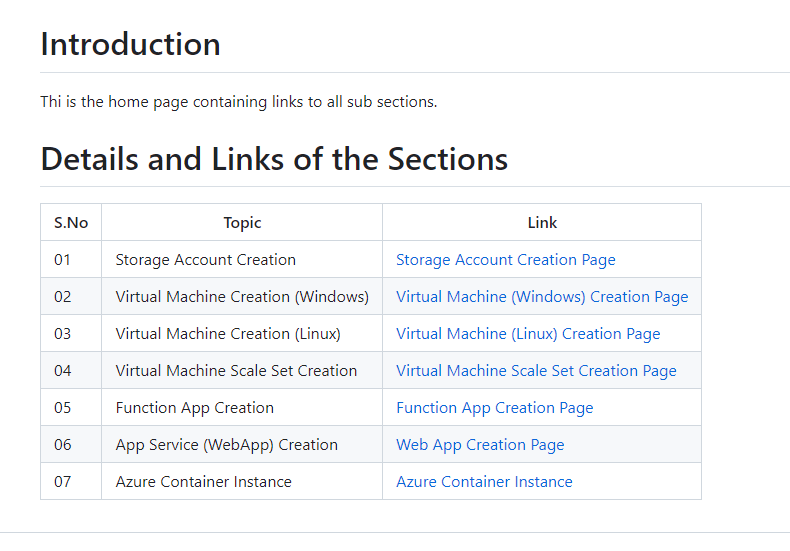 Introduction
Thi is the home page containing links to all sub sections.
Details and Links of the Sections
S.No Topic Link
01 Storage Account Creation Storage Account Creation Page
02 Virtual Machine Creation (Windows) Virtual Machine (Windows) Creation Page
03 Virtual Machine Creation (Linux) Virtual Machine (Linux) Creation Page
04 Virtual Machine Scale Set Creation Virtual Machine Scale Set Creation Page
05 Function App Creation Function App Creation Page
06 App Service (WebApp) Creation Web App Creation Page
07 Azure Container Instance Azure Container Instance